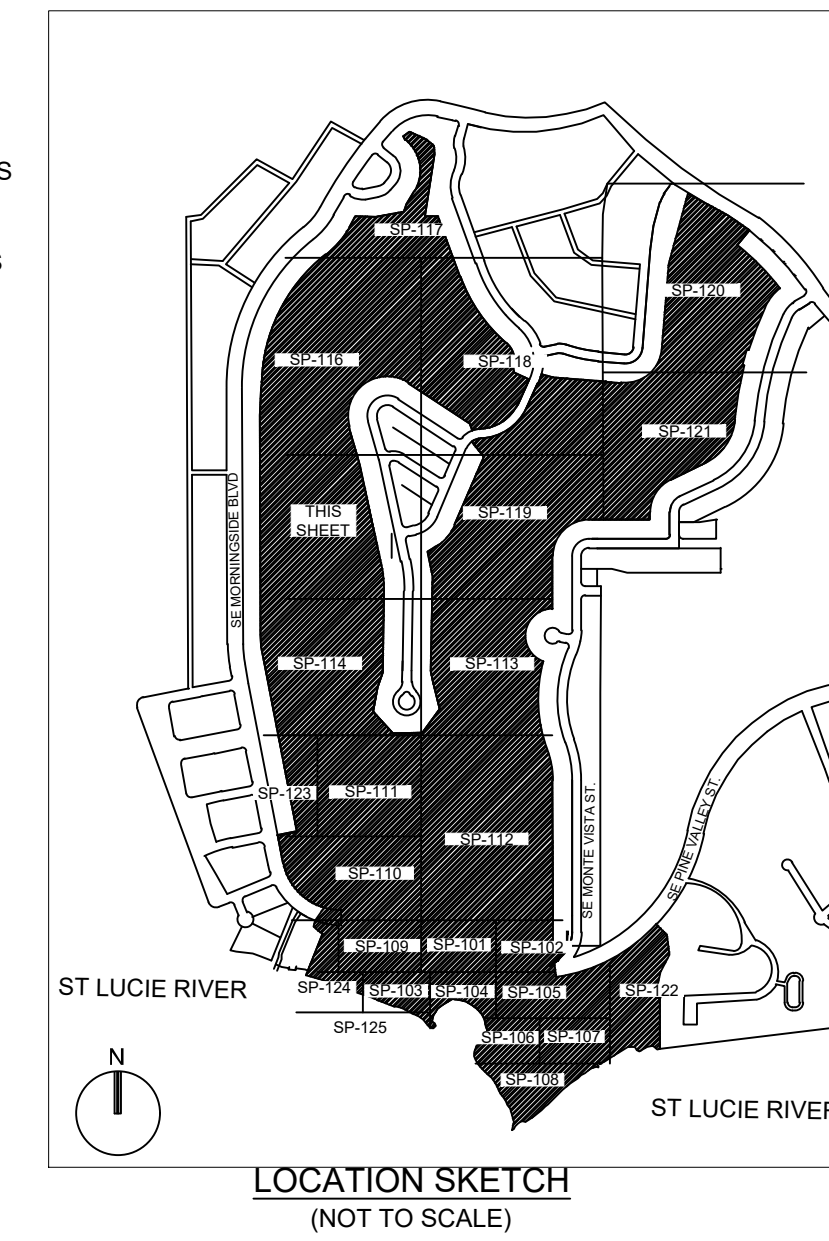 S
S
SP-117
SP-120
SP-116
SP-118
SP-121
SE MORNINGSIDE BLVD
THIS
SHEET
SP-119
SP-114
SP-113
SP-123
SP-111
SP-112
SE MONTE VISTA ST.
SE PINE VALLEY ST.
SP-110
SP-109
SP-101
SP-102
ST LUCIE RIVER
SP-124
SP-103
SP-104
SP-105
SP-122
SP-125
SP-106
SP-107
N
SP-108
ST LUCIE RIVER
LOCATION SKETCH
(NOT TO SCALE)